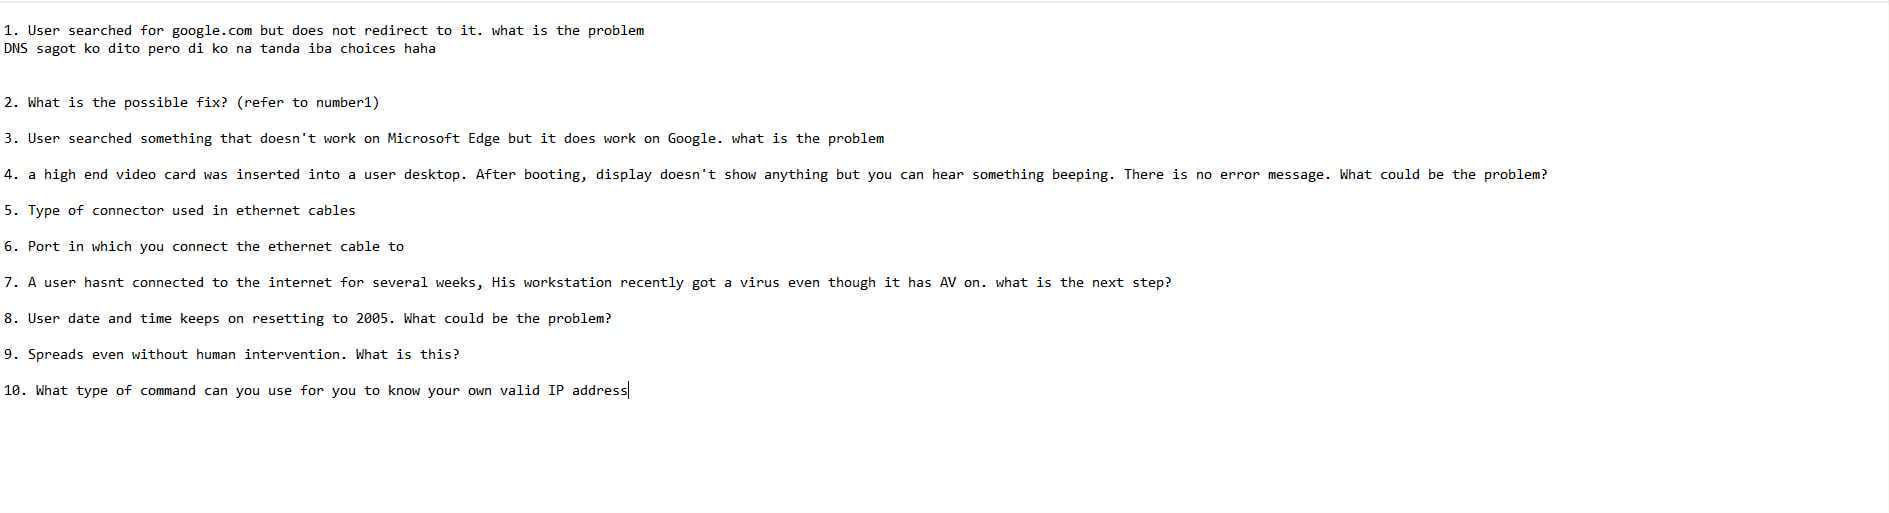 1. User searched for google.com but does not redirect to it. what is the problem
DNS sagot ko dito pero di ko na tanda iba choices haha
2. What is the possible fix? (refer to number1)
3. User searched something that doesn't work on Microsoft Edge but it does work on Google. what is the problem
4. a high end video card was inserted into a user desktop. After booting, display doesn't show anything but you can hear something beeping. There is no error message. What could be the problem?
5. Type of connector used in ethernet cables
6. Port in which you connect the ethernet cable to
7. A user hasnt connected to the internet for several weeks, His workstation recently got a virus even though it has AV on. what is the next step?
8. User date and time keeps on resetting to 2005. What could be the problem?
9. Spreads even without human intervention. What is this?
10. What type of command can you use for you to know your own valid IP address